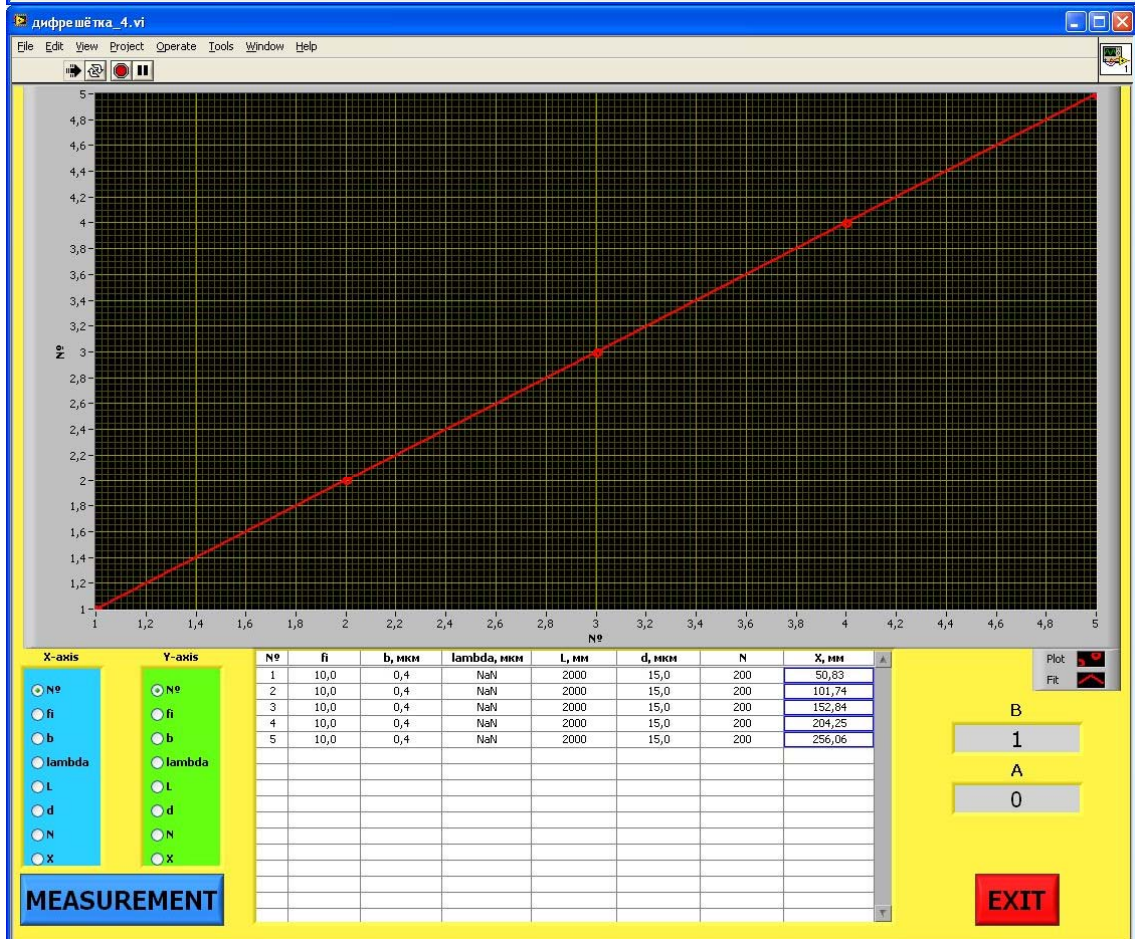 дифрешётка_4.vi
File Edit View Project Operate Tools Window Help
1
5
4,8
4,6
4,4
4,2
4
3,8
3,6
3,4
3,2
3
2,8
2,6
2,4
2,2
2
1,8
1,6
1,4
1,2
1
Nº
1 1,2 1,4 1,6 1,8 2 2,2 2,4 2,6 2,8 3 3,2 3,4 3,6 3,8 4 4,2 4,4 4,6 4,8 5
Nº
X-axis Y-axis
Nº Nº
fi fi
b b
lambda lambda
L L
d d
N N
X X
MEASUREMENT
Nº fi b, мкм lambda, мкм L, мм d, мкм N X, мм
1 10,0 0,4 NaN 2000 15,0 200 50,83
2 10,0 0,4 NaN 2000 15,0 200 101,74
3 10,0 0,4 NaN 2000 15,0 200 152,84
4 10,0 0,4 NaN 2000 15,0 200 204,25
5 10,0 0,4 NaN 2000 15,0 200 256,06
Plot
Fit
B
1
A
0
EXIT